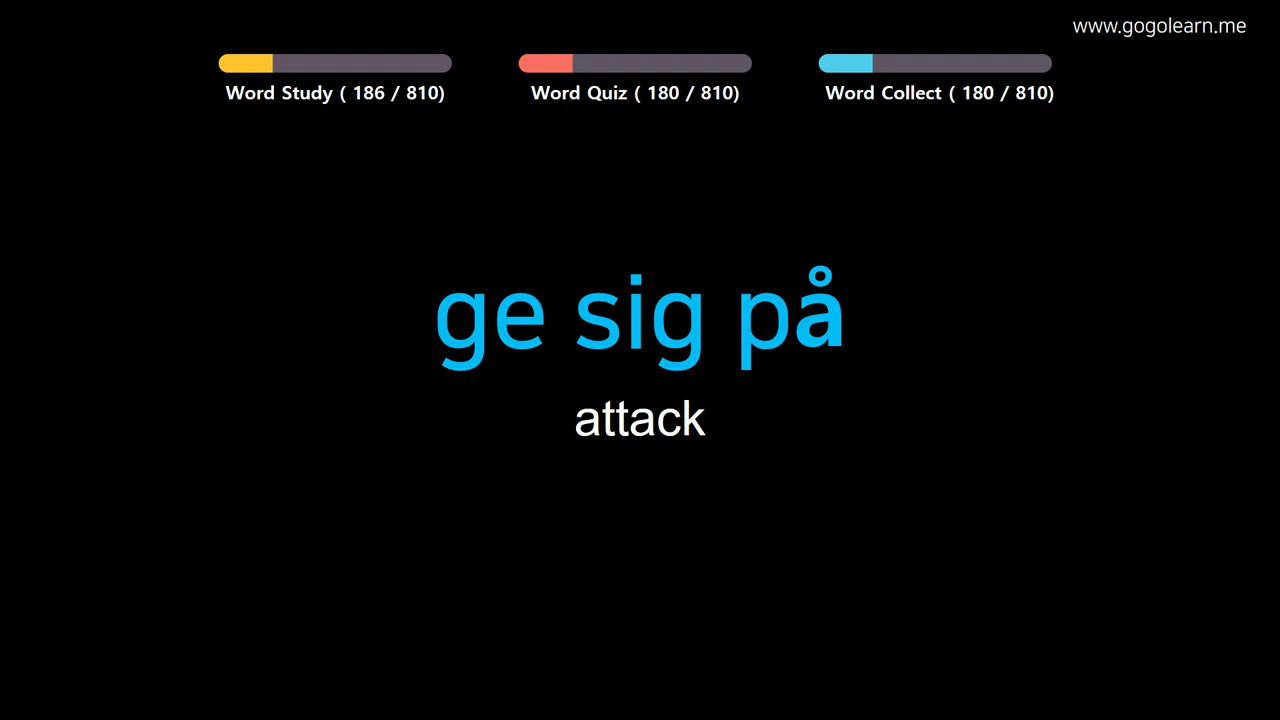 www.gogolearn.me
Word Study ( 186 / 810)
Word Quiz ( 180 / 810)
Word Collect ( 180 / 810)
ge sig på
attack